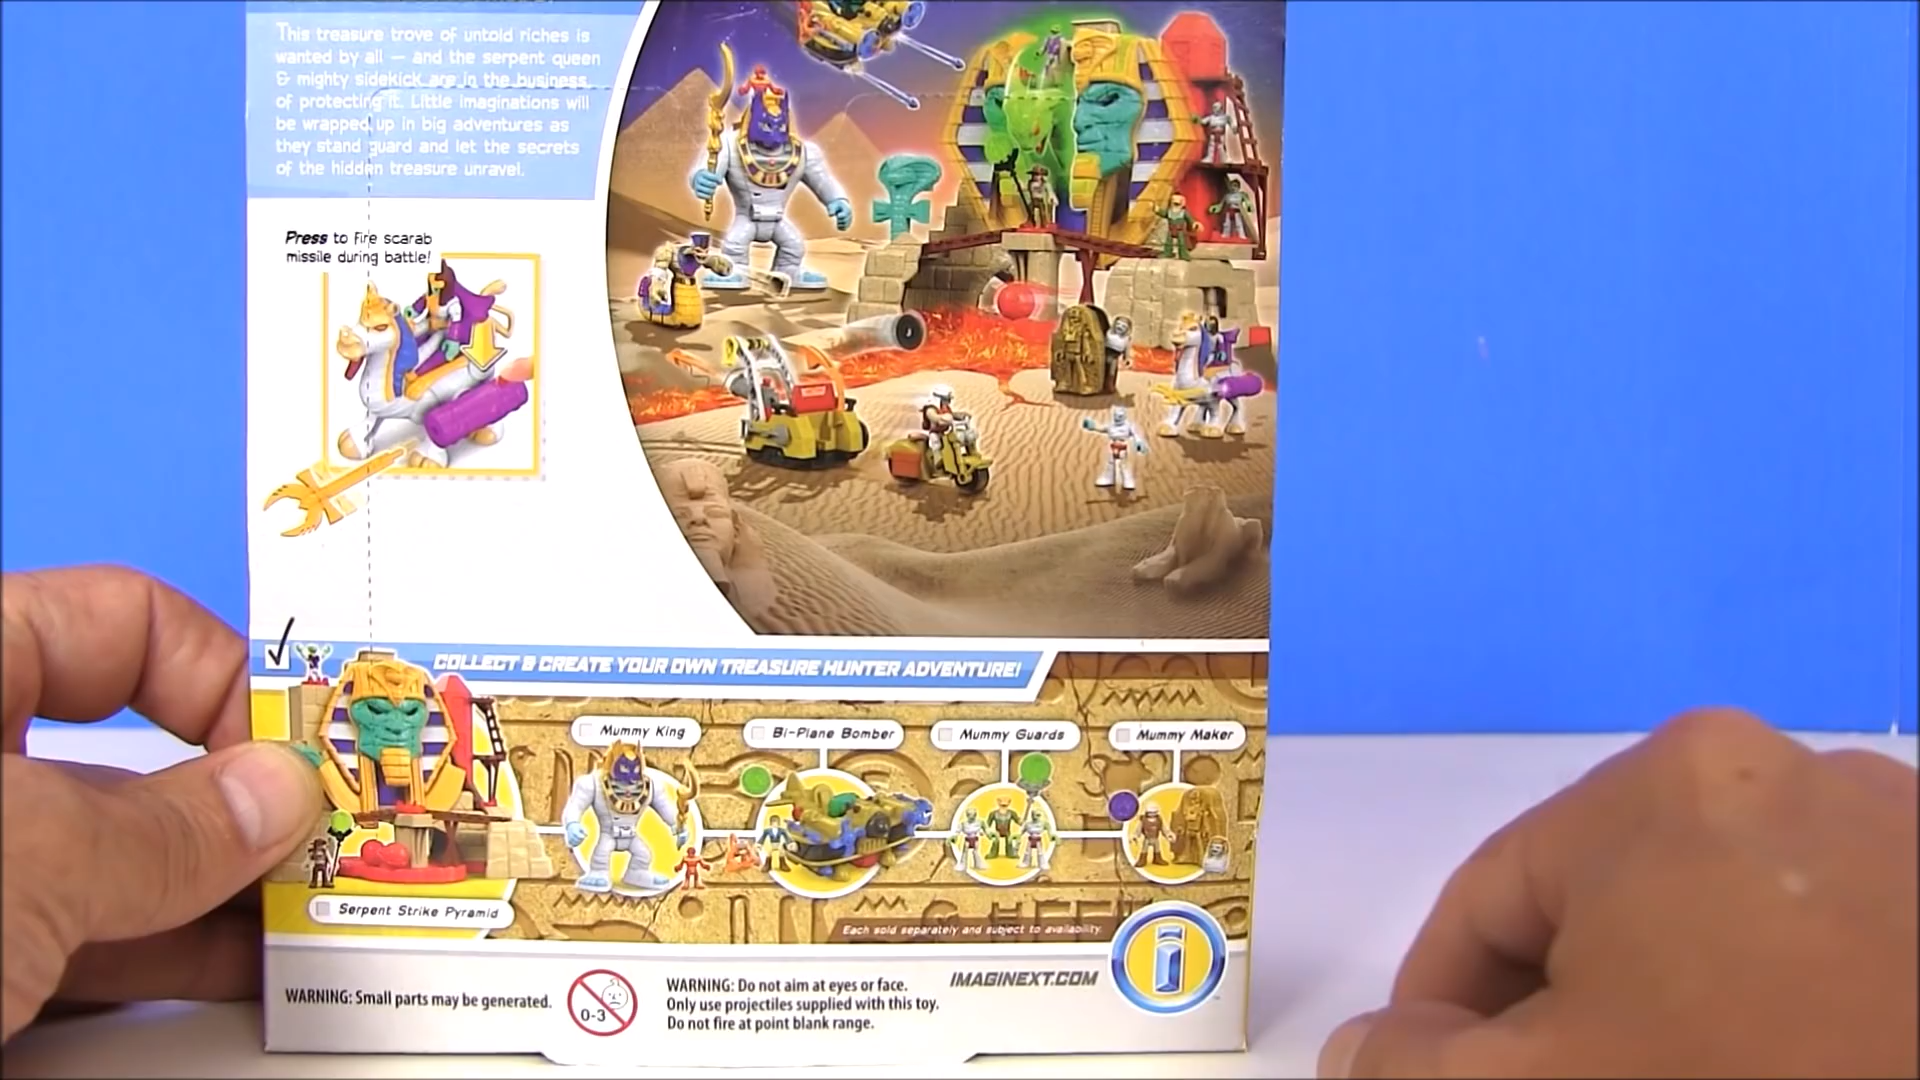 This treasure trove of untold riches is
wanted by all — and the serpent queen
& mighty sidekick are in the business
of protecting it. Little imaginations will
be wrapped up in big adventures as
they stand guard and let the secrets
of the hidden treasure unravel.
Press to fire scarab
missile during battle!
COLLECT & CREATE YOUR OWN TREASURE HUNTER ADVENTURE!
Mummy King
Bi-Plane Bomber
Mummy Guards
Mummy Maker
Serpent Strike Pyramid
Each sold separately and subject to availability.
WARNING: Small parts may be generated.
0-3
WARNING: Do not aim at eyes or face.
Only use projectiles supplied with this toy.
Do not fire at point blank range.
IMAGINEXT.COM
i